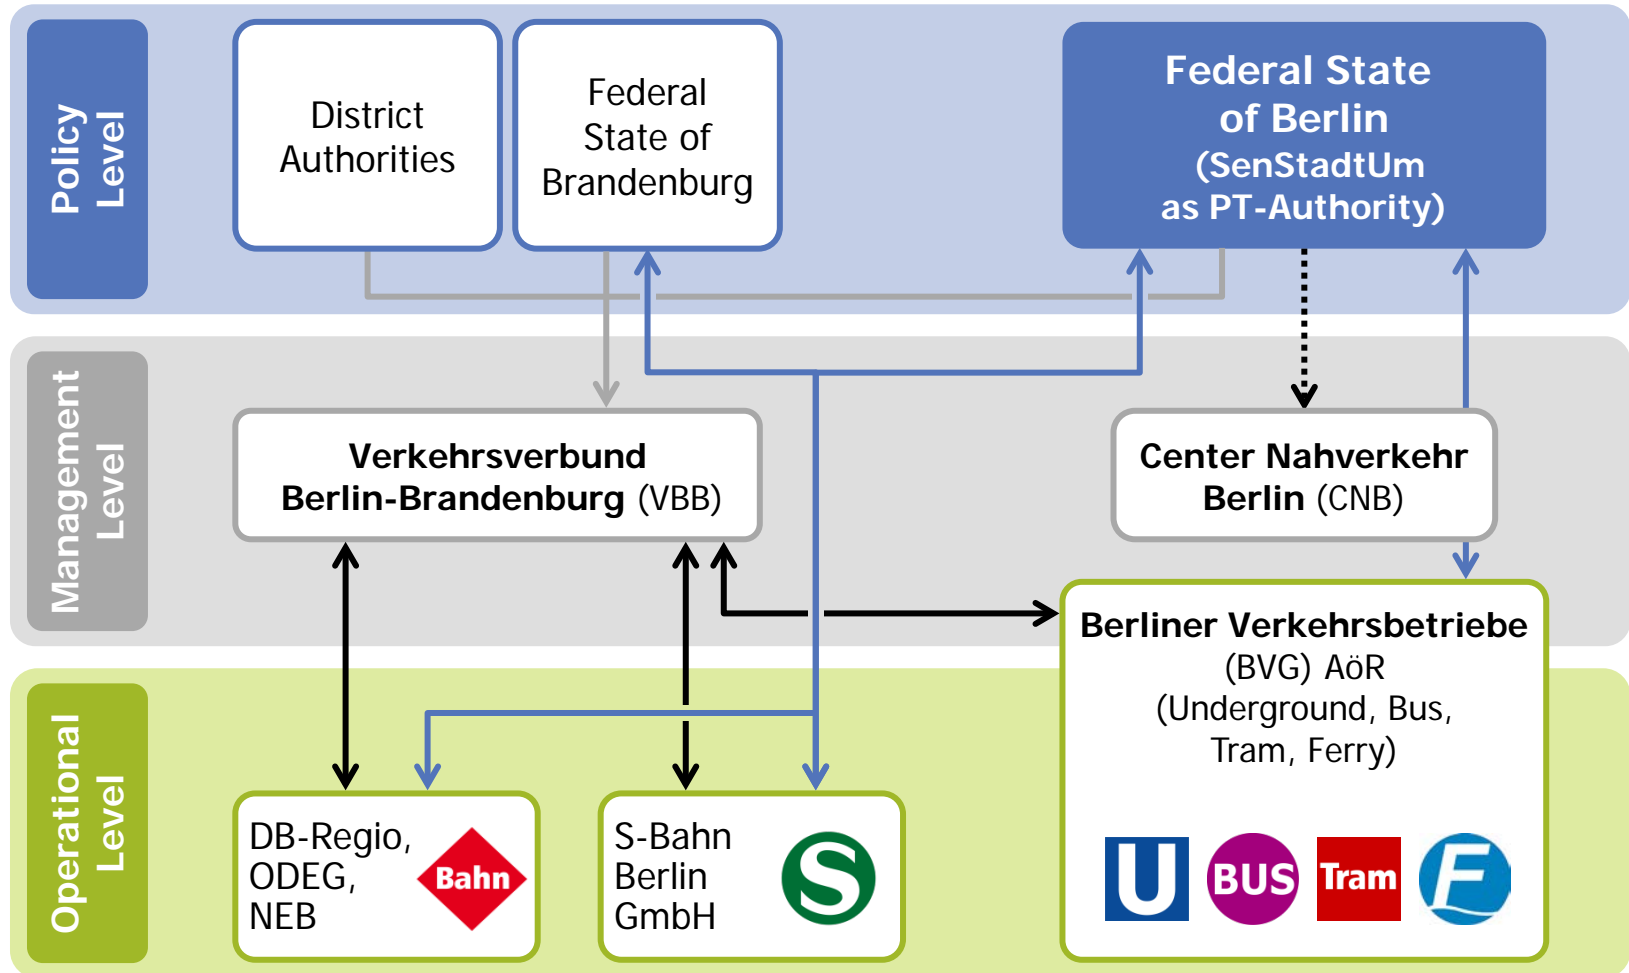 Policy
Level
District
Authorities
Federal
State of
Brandenburg
Federal State
of Berlin
(SenStadtUm
as PT-Authority)
Management
Level
Verkehrsverbund
Berlin-Brandenburg (VBB)
Center Nahverkehr
Berlin (CNB)
Operational
Level
DB-Regio,
ODEG,
NEB
Bahn
S-Bahn
Berlin
GmbH
S
Berliner Verkehrsbetriebe
(BVG) AöR
(Underground, Bus,
Tram, Ferry)
U
BUS
Tram
F